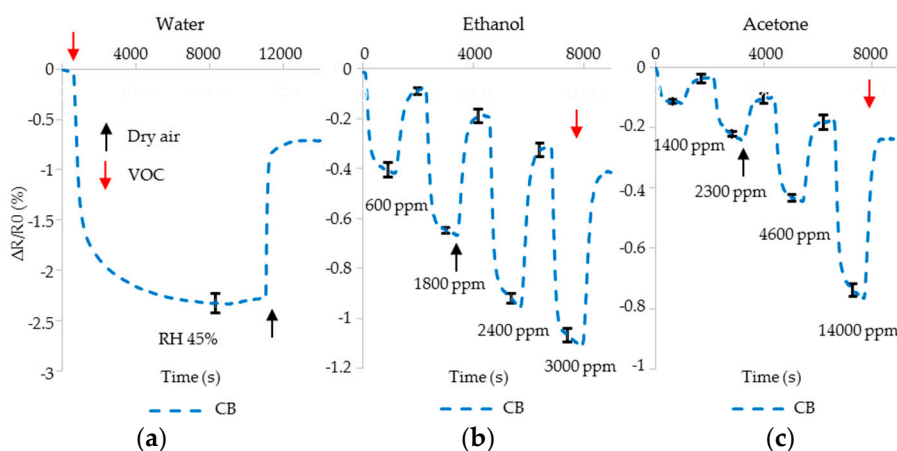 Water
4000 8000 12000
0
-0.5
-1
-1.5
-2
-2.5
-3
ΔR/R0 (%)
Dry air
VOC
RH 45%
Time (s)
CB
(a)
Ethanol
0 4000 8000
0
-0.2
-0.4
-0.6
-0.8
-1
-1.2
600 ppm
1800 ppm
2400 ppm
3000 ppm
Time (s)
CB
(b)
Acetone
0 4000 8000
0
-0.2
-0.4
-0.6
-0.8
-1
1400 ppm
2300 ppm
4600 ppm
14000 ppm
Time (s)
CB
(c)